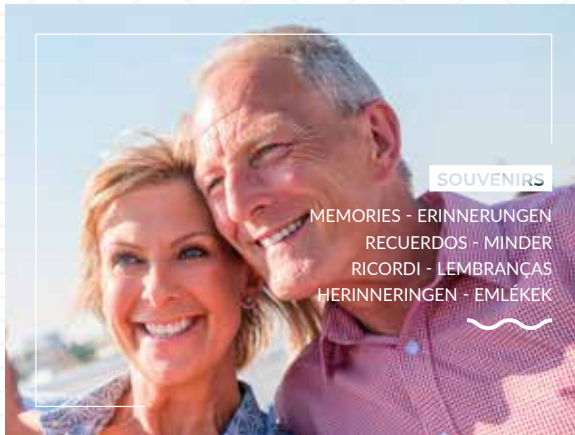 SOUVENIRS
MEMORIES - ERINNERUNGEN
RECUERDOS - MINDER
RICORDI - LEMBRANÇAS
HERINNERINGEN - EMLÉKEK